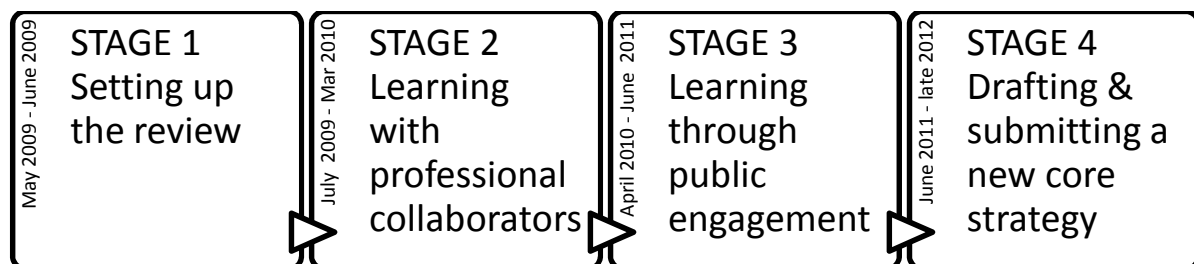 May 2009 - June 2009
STAGE 1
Setting up
the review
July 2009 - Mar 2010
STAGE 2
Learning
with
professional
collaborators
April 2010 - June 2011
STAGE 3
Learning
through
public
engagement
June 2011 - late 2012
STAGE 4
Drafting &
submitting a
new core
strategy